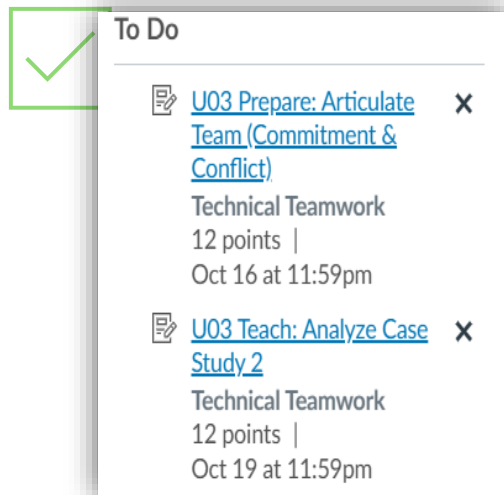 To Do
U03 Prepare: Articulate
Team (Commitment &
Conflict)
Technical Teamwork
12 points |
Oct 16 at 11:59pm
U03 Teach: Analyze Case
Study 2
Technical Teamwork
12 points |
Oct 19 at 11:59pm